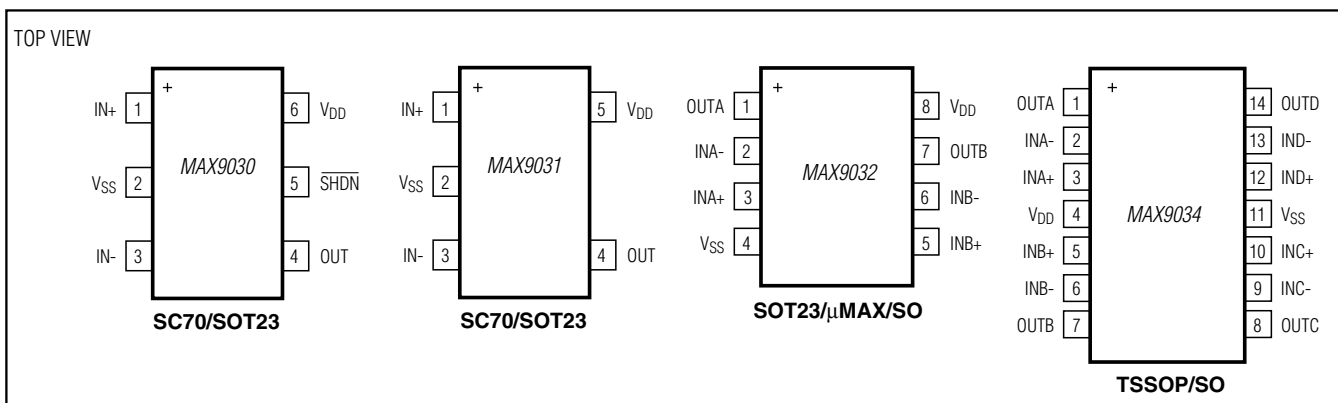 TOP VIEW
+
IN+ 1
6 VDD
MAX9030
VSS 2
5 SHDN
IN- 3
4 OUT
SC70/SOT23
+
IN+ 1
5 VDD
MAX9031
VSS 2
IN- 3
4 OUT
SC70/SOT23
+
OUTA 1
8 VDD
INA- 2
7 OUTB
MAX9032
INA+ 3
6 INB-
VSS 4
5 INB+
SOT23/µMAX/SO
+
OUTA 1
14 OUTD
INA- 2
13 IND-
INA+ 3
12 IND+
VDD 4
MAX9034
11 VSS
INB+ 5
10 INC+
INB- 6
9 INC-
OUTB 7
8 OUTC
TSSOP/SO